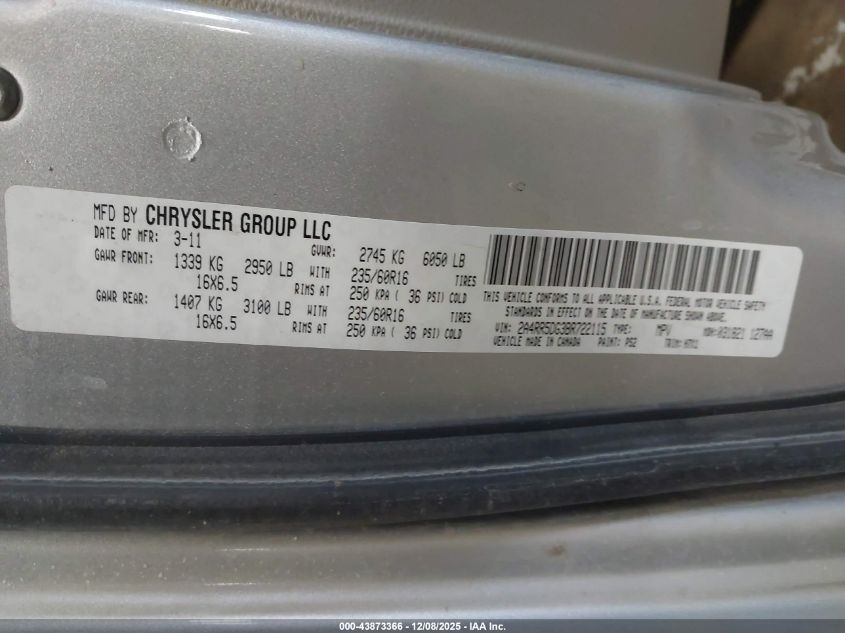 MFD BY CHRYSLER GROUP LLC
DATE OF MFR: 3-11 GVWR: 2745 KG 6050 LB
GAWR FRONT: 1339 KG 2950 LB WITH 235/60R16 TIRES
16X6.5 RIMS AT 250 KPA ( 36 PSI) COLD
GAWR REAR: 1407 KG 3100 LB WITH 235/60R16 TIRES
16X6.5 RIMS AT 250 KPA ( 36 PSI) COLD
THIS VEHICLE CONFORMS TO ALL APPLICABLE U.S.A. FEDERAL MOTOR VEHICLE SAFETY
STANDARDS IN EFFECT ON THE DATE OF MANUFACTURE SHOWN ABOVE.
VIN: 2A4RR5DG3BR722115 TYPE: MPV MDH: 031821 127AA
VEHICLE MADE IN CANADA PAINT: PS2 TRIM:
000-43873366 - 12/08/2025 - IAA Inc.